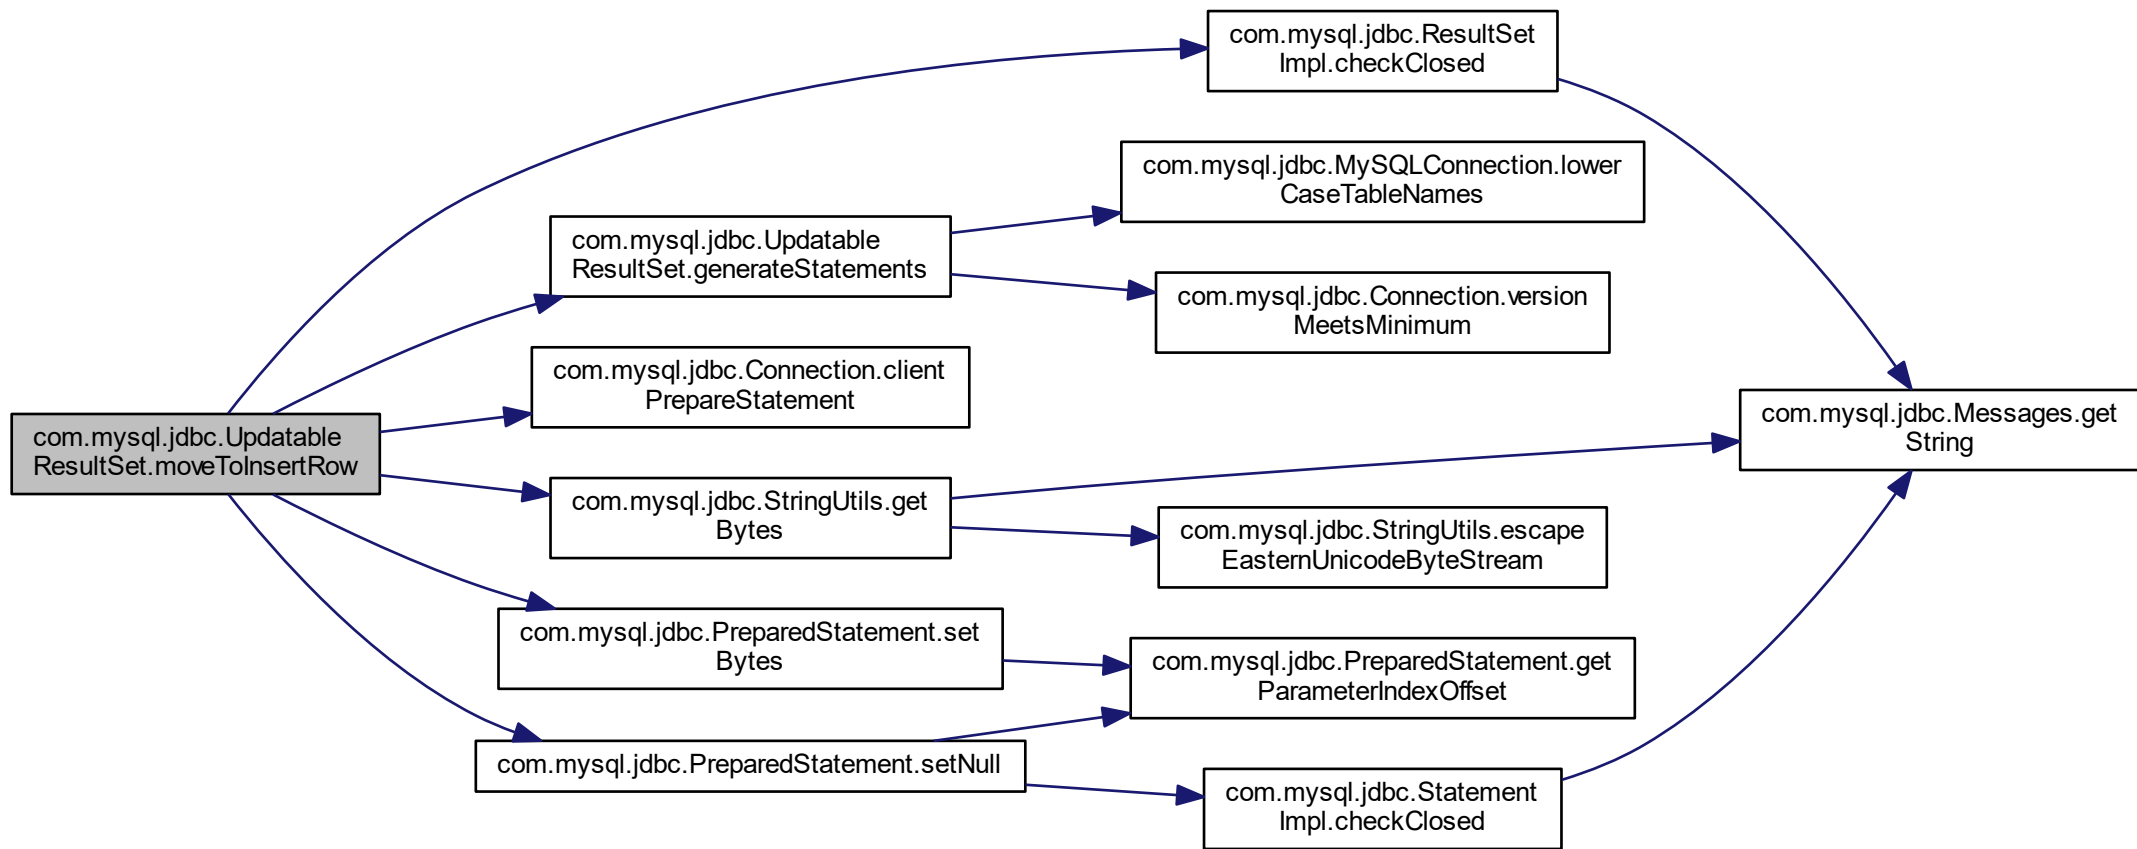 com.mysql.jdbc.ResultSet
Impl.checkClosed
com.mysql.jdbc.MySQLConnection.lower
CaseTableNames
com.mysql.jdbc.Updatable
ResultSet.generateStatements
com.mysql.jdbc.Connection.version
MeetsMinimum
com.mysql.jdbc.Connection.client
PrepareStatement
com.mysql.jdbc.Messages.get
String
com.mysql.jdbc.Updatable
ResultSet.moveToInsertRow
com.mysql.jdbc.StringUtils.get
Bytes
com.mysql.jdbc.StringUtils.escape
EasternUnicodeByteStream
com.mysql.jdbc.PreparedStatement.set
Bytes
com.mysql.jdbc.PreparedStatement.get
ParameterIndexOffset
com.mysql.jdbc.PreparedStatement.setNull
com.mysql.jdbc.Statement
Impl.checkClosed